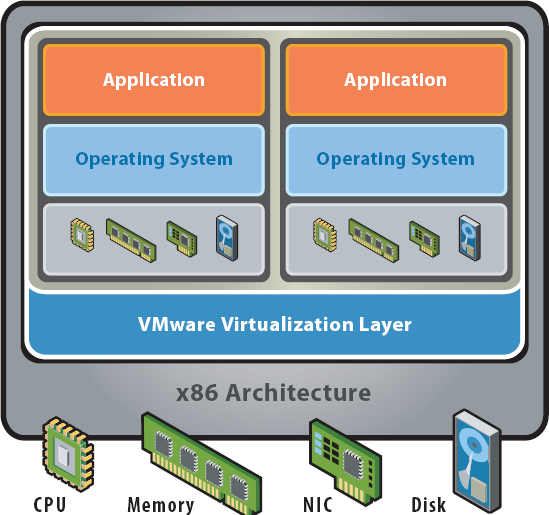 Application
Application
Operating System
Operating System
VMware Virtualization Layer
x86 Architecture
CPU
Memory
NIC
Disk